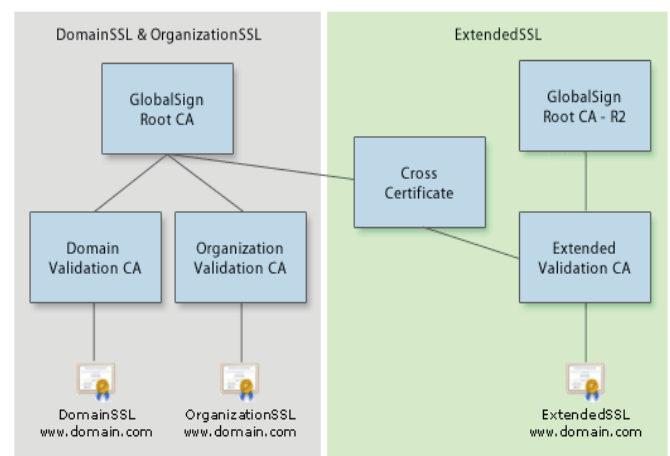 DomainSSL & OrganizationSSL
ExtendedSSL
GlobalSign
Root CA
GlobalSign
Root CA - R2
Cross
Certificate
Domain
Validation CA
Organization
Validation CA
Extended
Validation CA
DomainSSL
www.domain.com
OrganizationSSL
www.domain.com
ExtendedSSL
www.domain.com